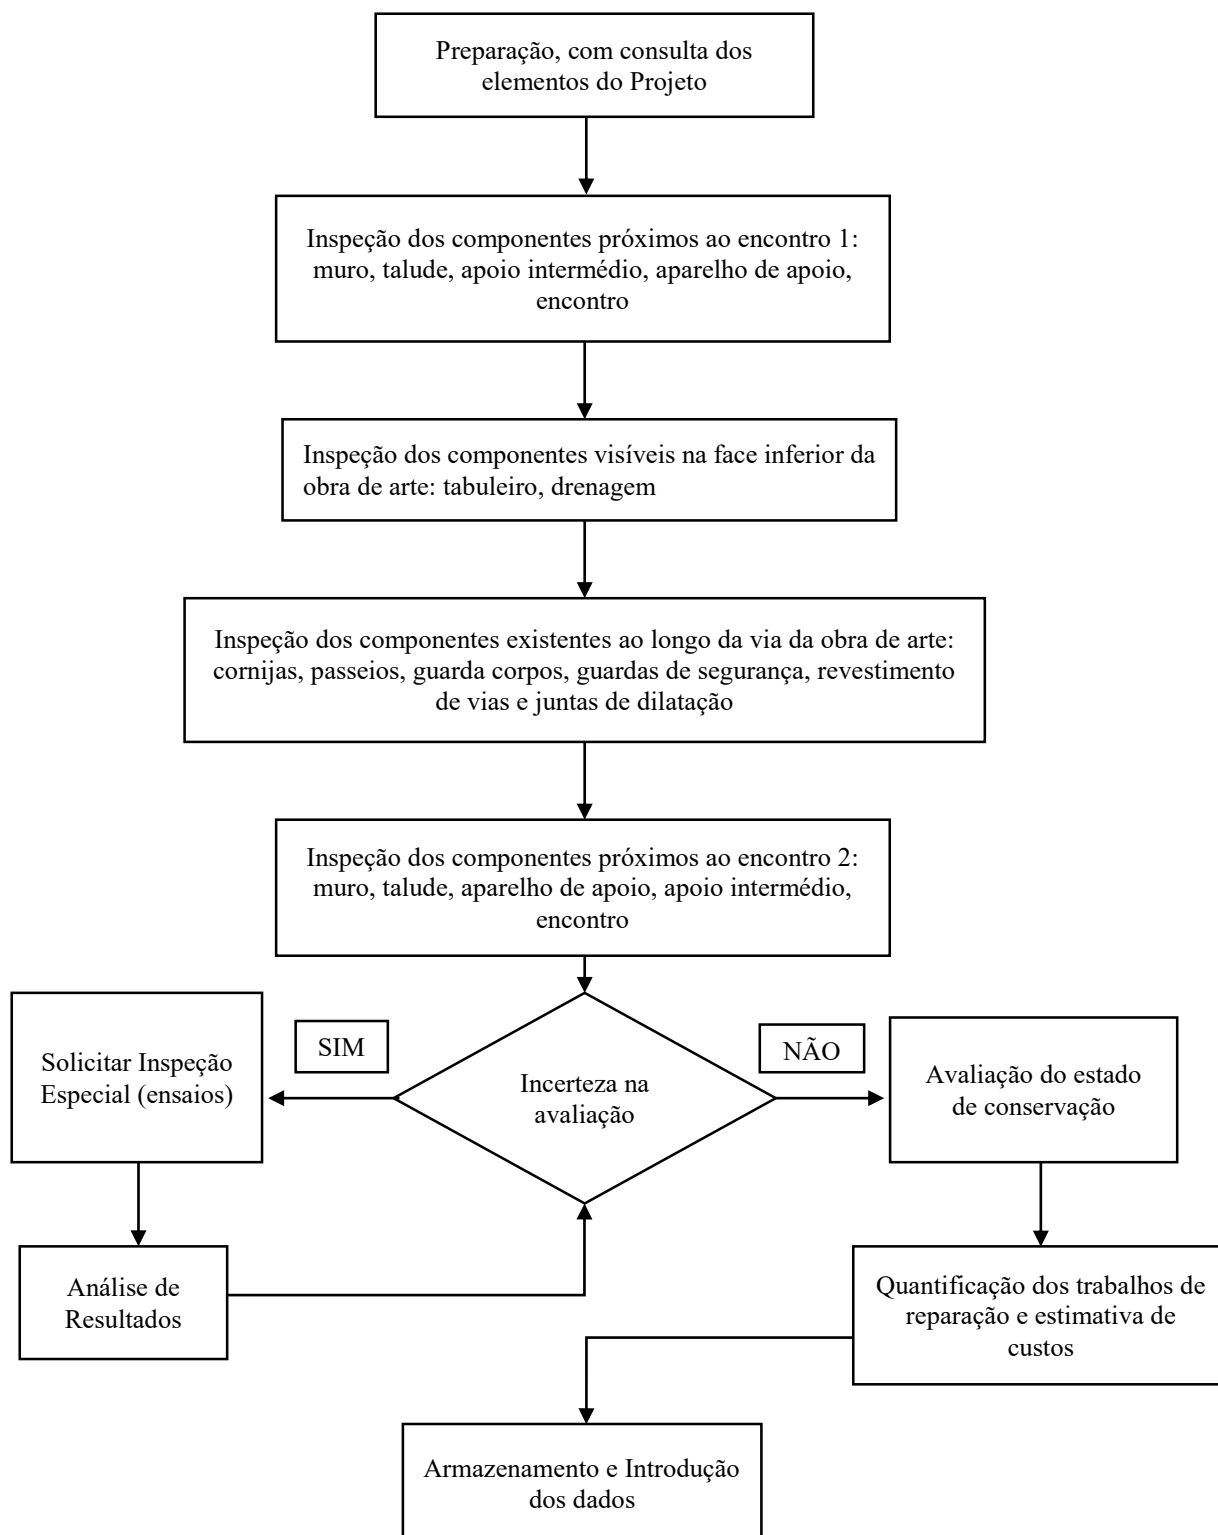 Preparação, com consulta dos
elementos do Projeto
Inspeção dos componentes próximos ao encontro 1:
muro, talude, apoio intermédio, aparelho de apoio,
encontro
Inspeção dos componentes visíveis na face inferior da
obra de arte: tabuleiro, drenagem
Inspeção dos componentes existentes ao longo da via da obra de arte:
cornijas, passeios, guarda corpos, guardas de segurança, revestimento
de vias e juntas de dilatação
Inspeção dos componentes próximos ao encontro 2:
muro, talude, aparelho de apoio, apoio intermédio,
encontro
SIM
NÃO
Solicitar Inspeção
Especial (ensaios)
Incerteza na
avaliação
Avaliação do estado
de conservação
Análise de
Resultados
Quantificação dos trabalhos de
reparação e estimativa de
custos
Armazenamento e Introdução
dos dados